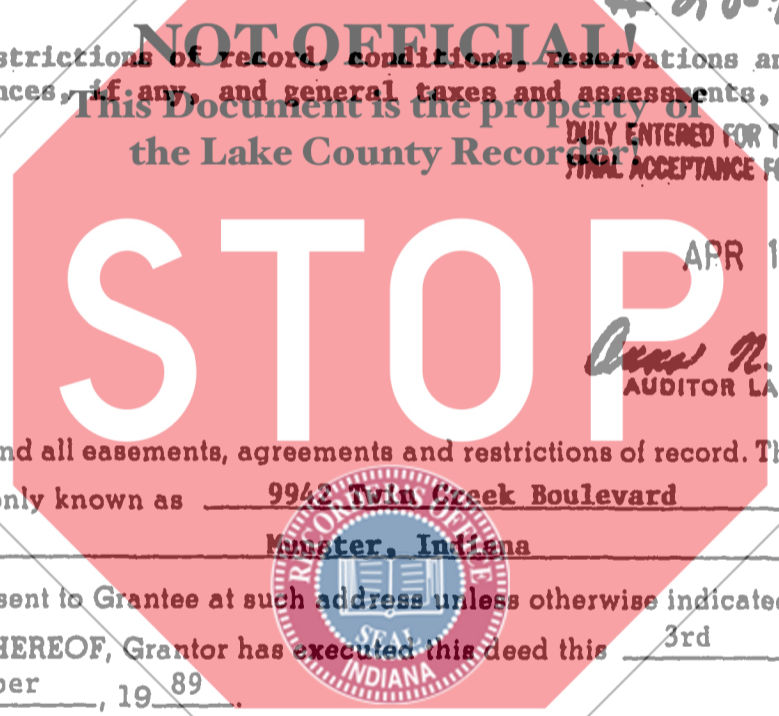 NOT OFFICIAL!
strictions of record, conditions, reservations an
This Document is the property of
nces, if any, and general taxes and assessments,
the Lake County Recorder!
DULY ENTERED FOR T
FINAL ACCEPTANCE FO
STOP
APR 1
N.
AUDITOR LA
nd all easements, agreements and restrictions of record. Th
only known as 9942 Twin Creek Boulevard
Munster, Indiana
sent to Grantee at such address unless otherwise indicated
HEREOF, Grantor has executed this deed this 3rd
ber , 19 89 .
RECORDER'S OFFICE
SEAL
INDIANA